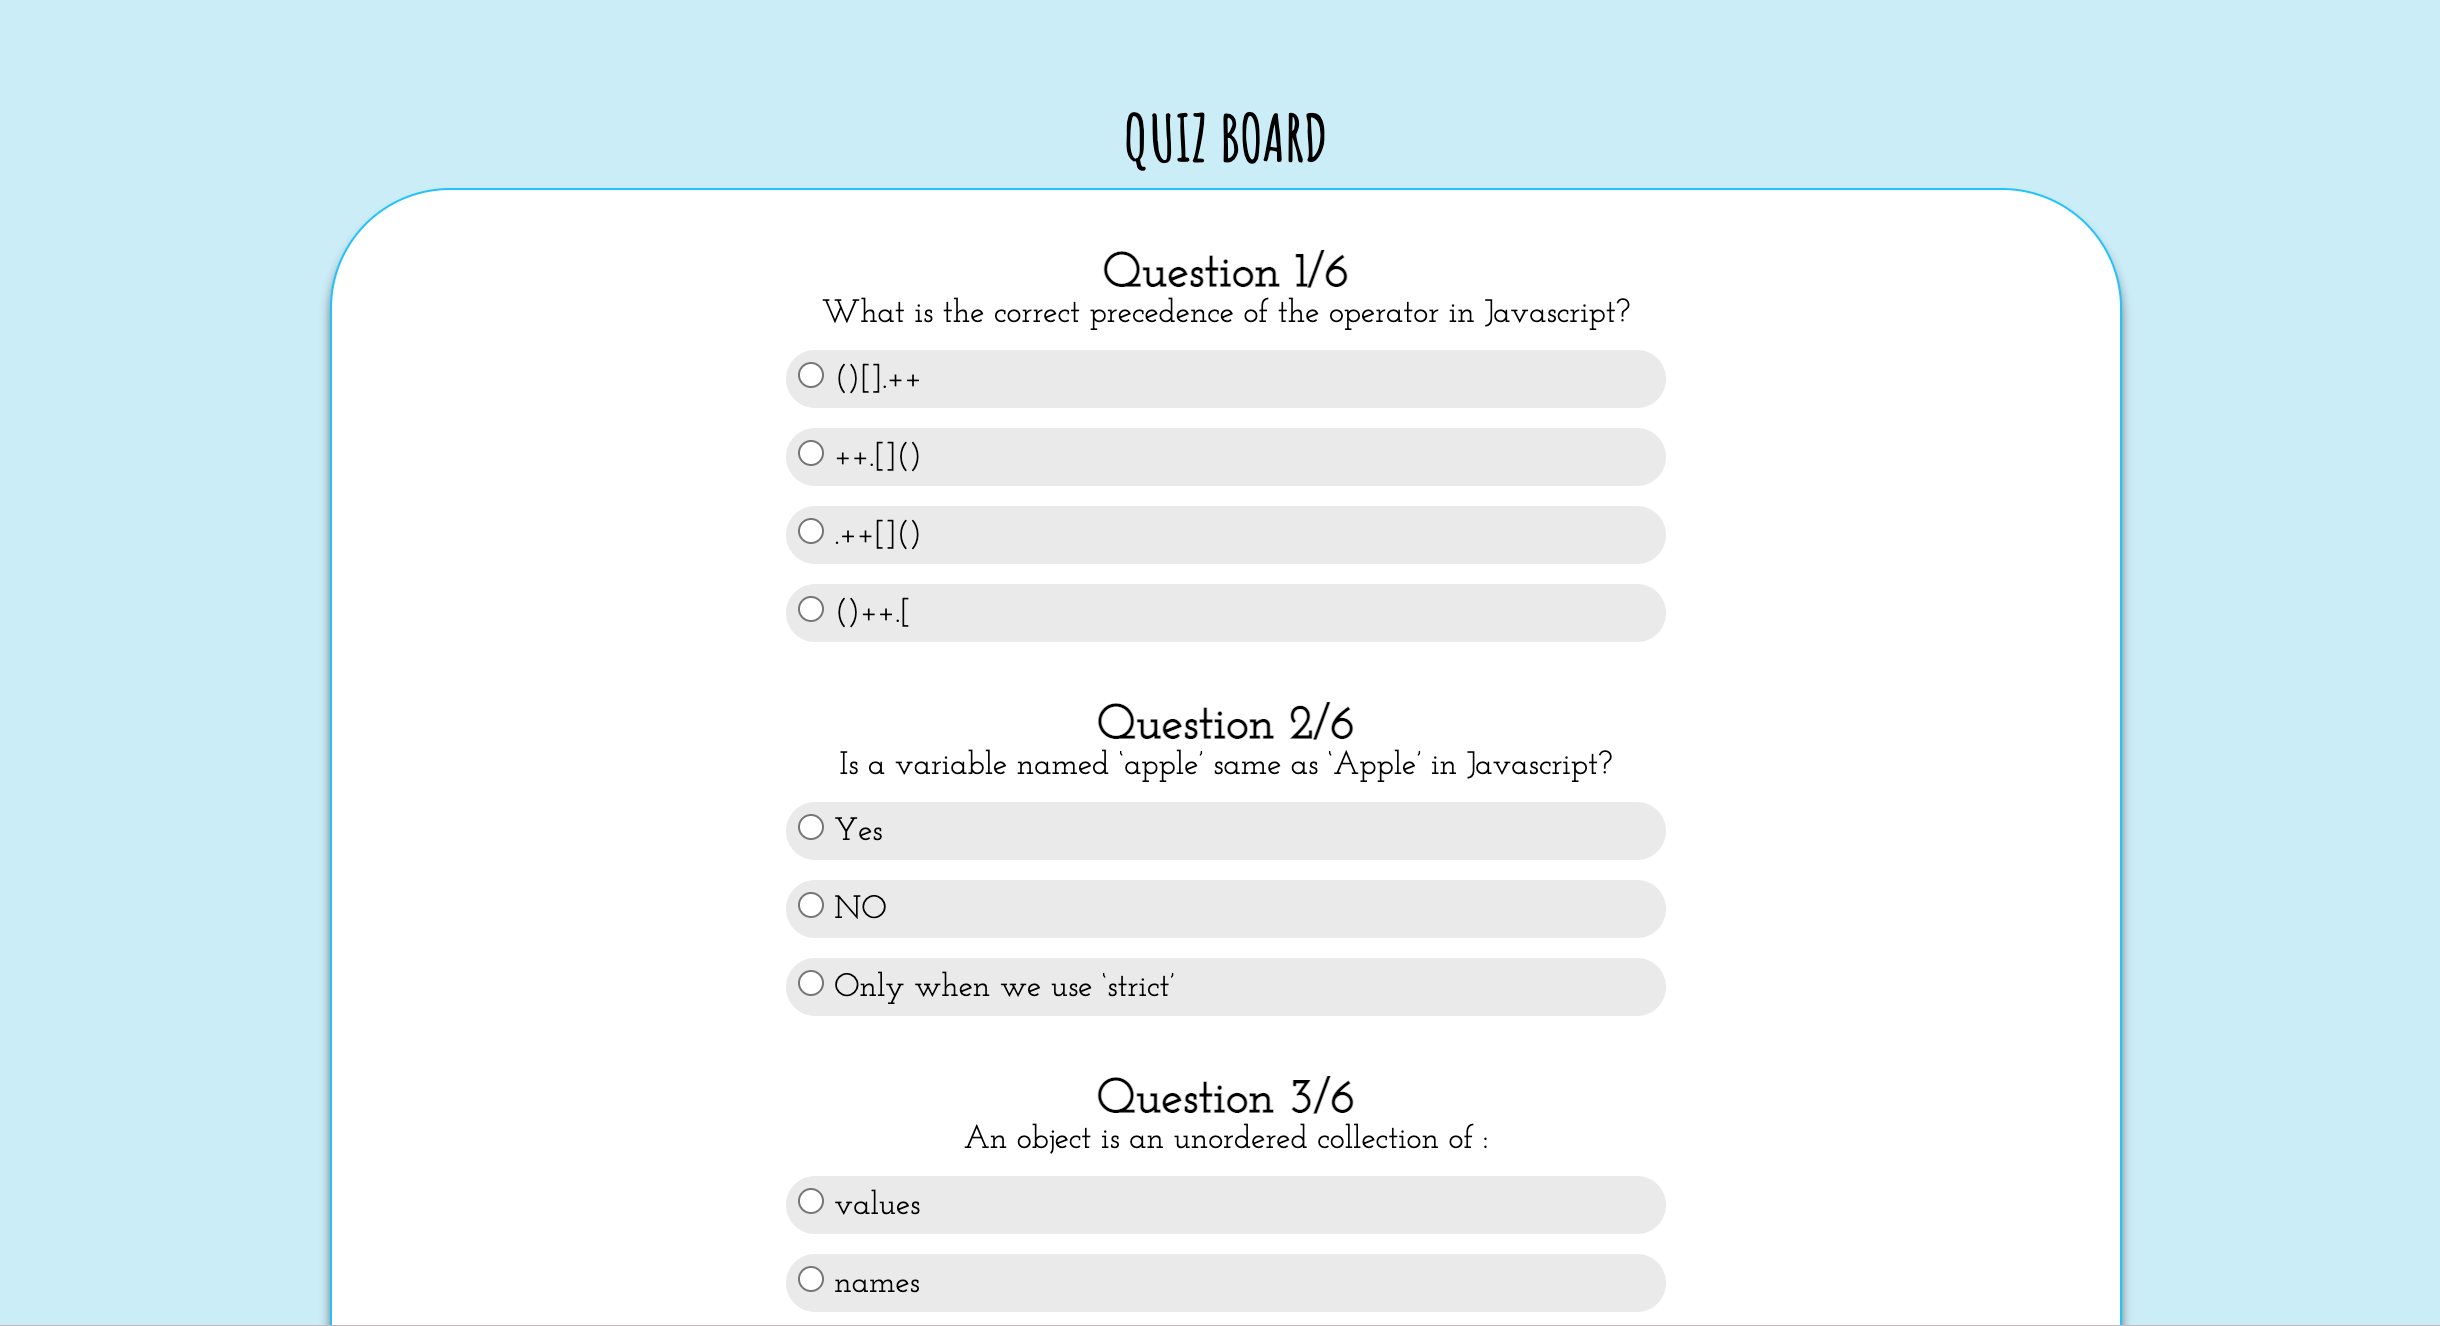 QUIZ BOARD
Question 1/6
What is the correct precedence of the operator in Javascript?
()[].++
++.[]()
.++[]()
()++.[
Question 2/6
Is a variable named 'apple' same as 'Apple' in Javascript?
Yes
NO
Only when we use 'strict'
Question 3/6
An object is an unordered collection of :
values
names